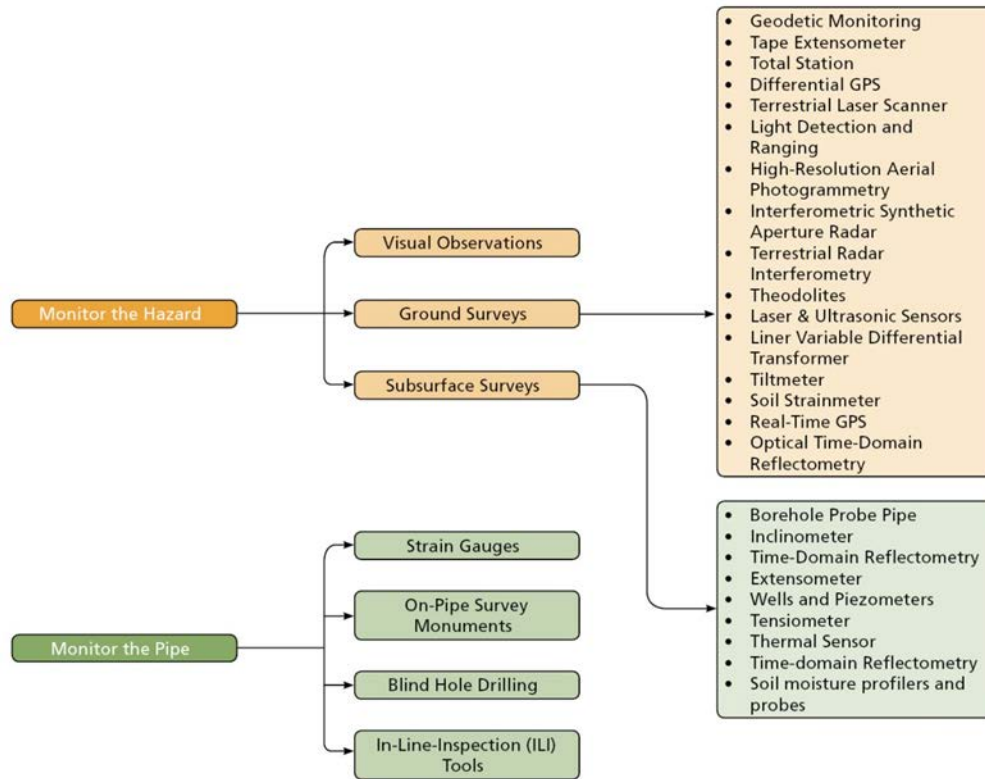 Monitor the Hazard
Visual Observations
Ground Surveys
Subsurface Surveys
• Geodetic Monitoring
• Tape Extensometer
• Total Station
• Differential GPS
• Terrestrial Laser Scanner
• Light Detection and
Ranging
• High-Resolution Aerial
Photogrammetry
• Interferometric Synthetic
Aperture Radar
• Terrestrial Radar
Interferometry
• Theodolites
• Laser & Ultrasonic Sensors
• Liner Variable Differential
Transformer
• Tiltmeter
• Soil Strainmeter
• Real-Time GPS
• Optical Time-Domain
Reflectometry
• Borehole Probe Pipe
• Inclinometer
• Time-Domain Reflectometry
• Extensometer
• Wells and Piezometers
• Tensiometer
• Thermal Sensor
• Time-domain Reflectometry
• Soil moisture profilers and
probes
Monitor the Pipe
Strain Gauges
On-Pipe Survey
Monuments
Blind Hole Drilling
In-Line-Inspection (ILI)
Tools